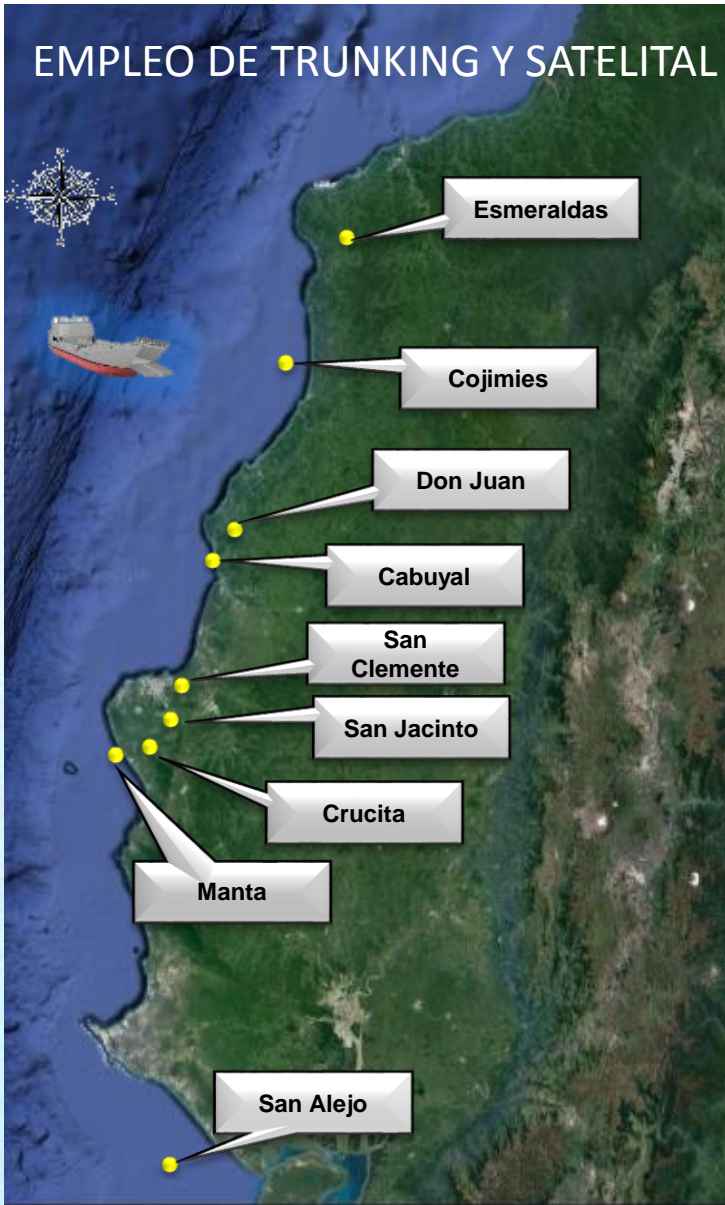 EMPLEO DE TRUNKING Y SATELITAL
Esmeraldas
Cojimies
Don Juan
Cabuyal
San
Clemente
San Jacinto
Crucita
Manta
San Alejo